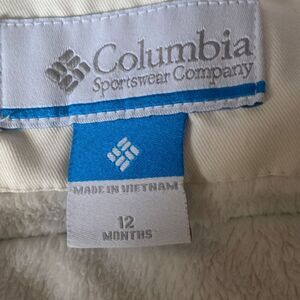 Columbia
Sportswear Company
MADE IN VIETNAM
12
MONTHS